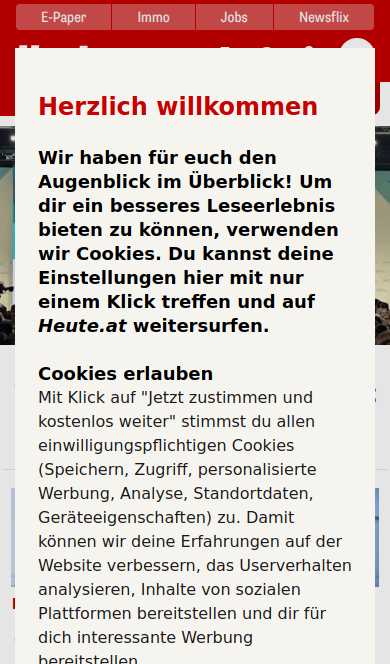 E-Paper Immo Jobs Newsflix
Herzlich willkommen
Wir haben für euch den
Augenblick im Überblick! Um
dir ein besseres Leseerlebnis
bieten zu können, verwenden
wir Cookies. Du kannst deine
Einstellungen hier mit nur
einem Klick treffen und auf
Heute.at weitersurfen.
Cookies erlauben
Mit Klick auf "Jetzt zustimmen und
kostenlos weiter" stimmst du allen
einwilligungspflichtigen Cookies
(Speichern, Zugriff, personalisierte
Werbung, Analyse, Standortdaten,
Geräteeigenschaften) zu. Damit
können wir deine Erfahrungen auf der
Website verbessern, das Userverhalten
analysieren, Inhalte von sozialen
Plattformen bereitstellen und dir für
dich interessante Werbung
bereitstellen